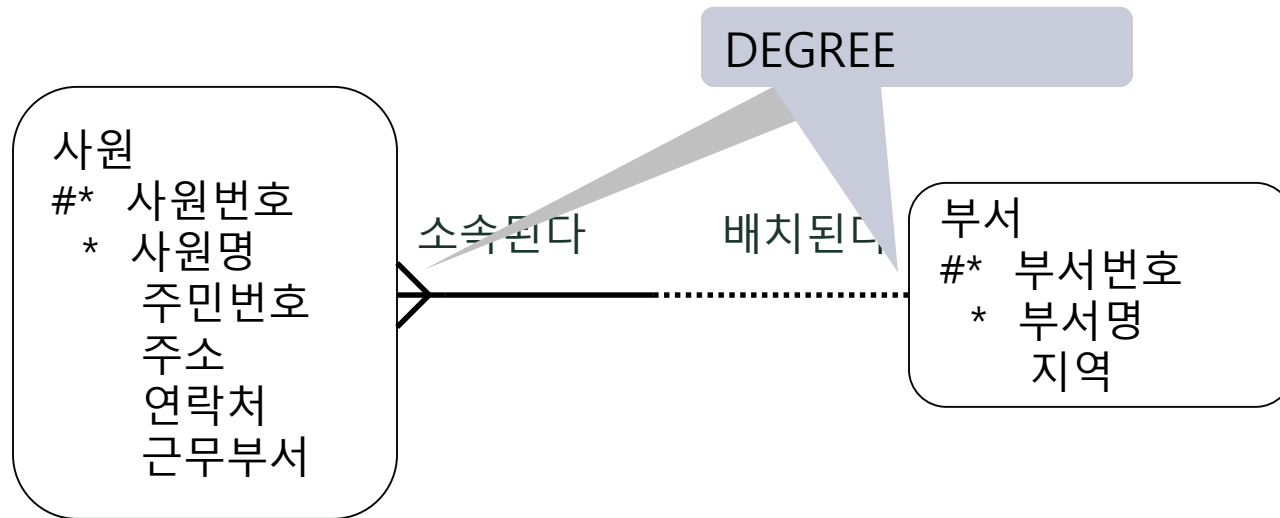 DEGREE
사원
#* 사원번호
* 사원명
주민번호
주소
연락처
근무부서
소속된다
배치된다
부서
#* 부서번호
* 부서명
지역